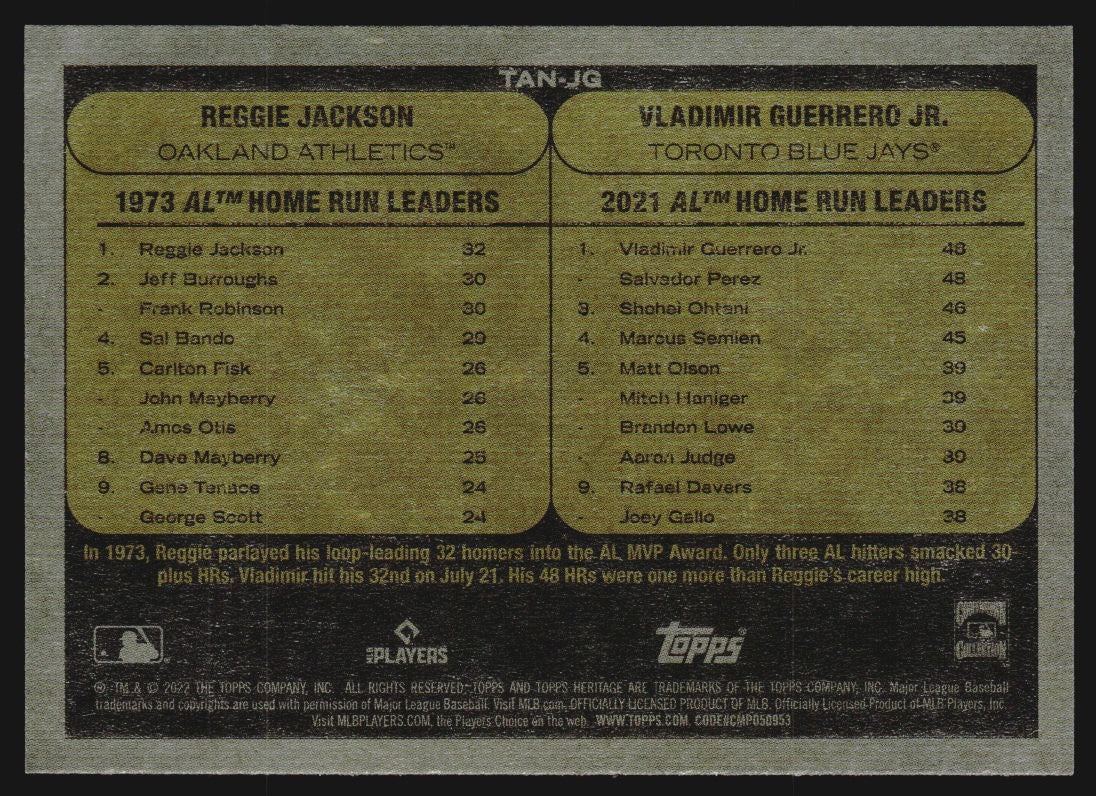 TAN-JG
REGGIE JACKSON
OAKLAND ATHLETICS™
1973 AL™ HOME RUN LEADERS
1. Reggie Jackson 32
2. Jeff Burroughs 30
- Frank Robinson 30
4. Sal Bando 29
5. Carlton Fisk 26
- John Mayberry 26
- Amos Otis 26
8. Dave Mayberry 25
9. Gene Tenace 24
- George Scott 24
VLADIMIR GUERRERO JR.
TORONTO BLUE JAYS®
2021 AL™ HOME RUN LEADERS
1. Vladimir Guerrero Jr. 48
- Salvador Perez 48
3. Shohei Ohtani 46
4. Marcus Semien 45
5. Matt Olson 39
- Mitch Haniger 39
- Brandon Lowe 39
- Aaron Judge 39
9. Rafael Devers 38
- Joey Gallo 38
In 1973, Reggie parlayed his loop-leading 32 homers into the AL MVP Award. Only three AL hitters smacked 30
plus HRs. Vladimir hit his 32nd on July 21. His 48 HRs were one more than Reggie's career high.
MLB PLAYERS
topps®
COLLECTION
® TM & © 2022 THE TOPPS COMPANY, INC. ALL RIGHTS RESERVED. TOPPS AND TOPPS HERITAGE ARE TRADEMARKS OF THE TOPPS COMPANY, INC. Major League Baseball
trademarks and copyrights are used with permission of Major League Baseball. Visit MLB.com. OFFICIALLY LICENSED PRODUCT OF MLB. Officially Licensed Product of MLB Players, Inc.
Visit MLBPLAYERS.COM, the Players Choice on the web. WWW.TOPPS.COM. CODE#CMP050953